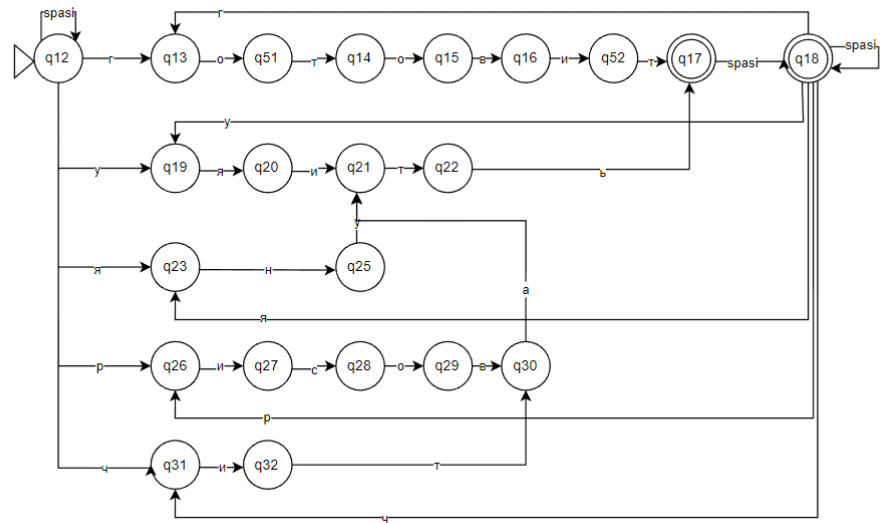 spasi г
q12 г q13 о q51 т q14 о q15 в q16 и q52 т q17 spasi q18 spasi
у
у q19 я q20 и q21 т q22 ь
у
я q23 н q25
а
я
р q26 и q27 с q28 о q29 в q30
р
ч q31 и q32 т
ч